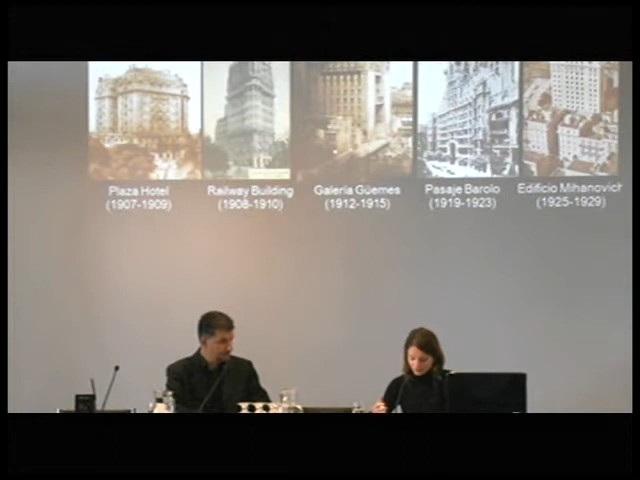 Plaza Hotel
(1907-1909)
Railway Building
(1908-1910)
Galería Güemes
(1912-1915)
Pasaje Barolo
(1919-1923)
Edificio Mihanovich
(1925-1929)